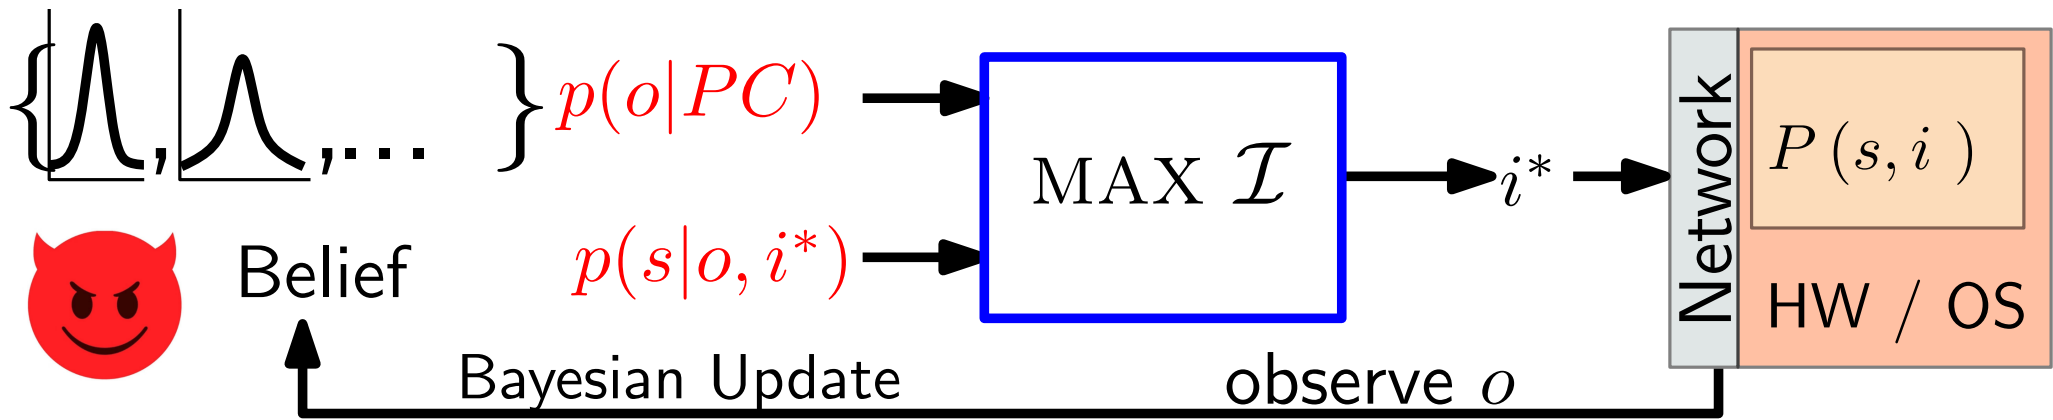 { , ,... } p(o|PC)
MAX ℐ
i*
Network
P(s, i )
p(s|o, i*)
Belief
HW / OS
Bayesian Update
observe o